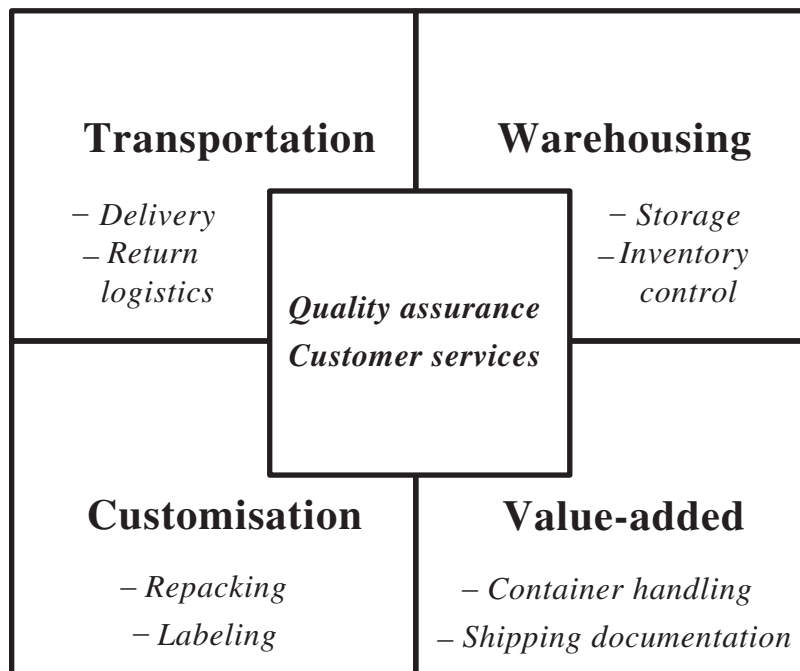 Transportation
– Delivery
– Return
logistics
Warehousing
– Storage
– Inventory
control
Quality assurance
Customer services
Customisation
– Repacking
– Labeling
Value-added
– Container handling
– Shipping documentation